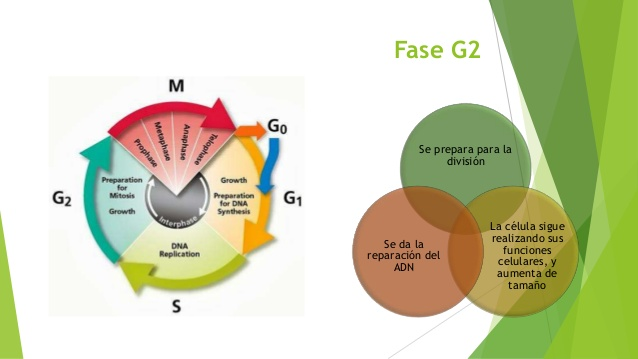 Fase G2
M
Prophase
Metaphase
Anaphase
Telophase
G0
G2
Preparation
for
Mitosis
Growth
Growth
Preparation
for DNA
Synthesis
G1
Interphase
DNA
Replication
S
Se prepara para la
división
Se da la
reparación del
ADN
La célula sigue
realizando sus
funciones
celulares, y
aumenta de
tamaño